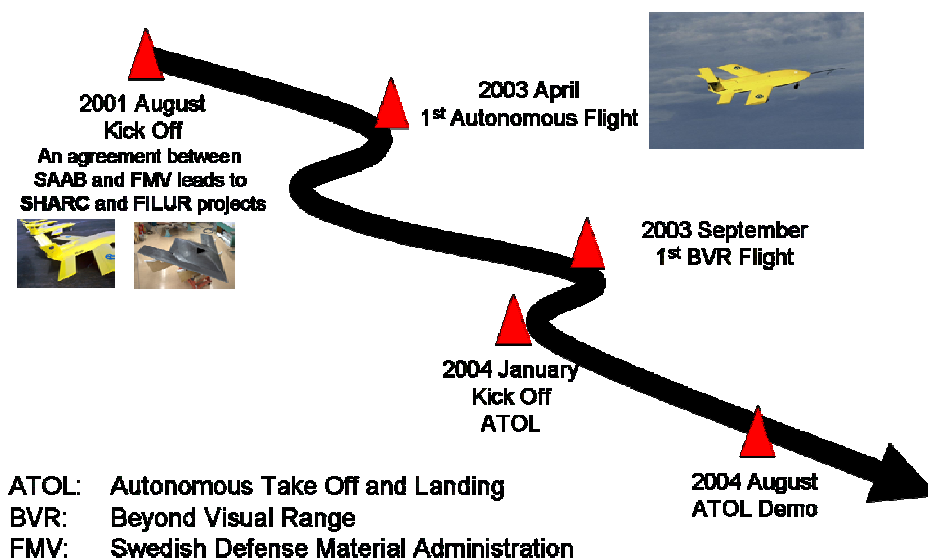 2001 August
Kick Off
An agreement between
SAAB and FMV leads to
SHARC and FILUR projects
2003 April
1st Autonomous Flight
2003 September
1st BVR Flight
2004 January
Kick Off
ATOL
2004 August
ATOL Demo
ATOL: Autonomous Take Off and Landing
BVR: Beyond Visual Range
FMV: Swedish Defense Material Administration